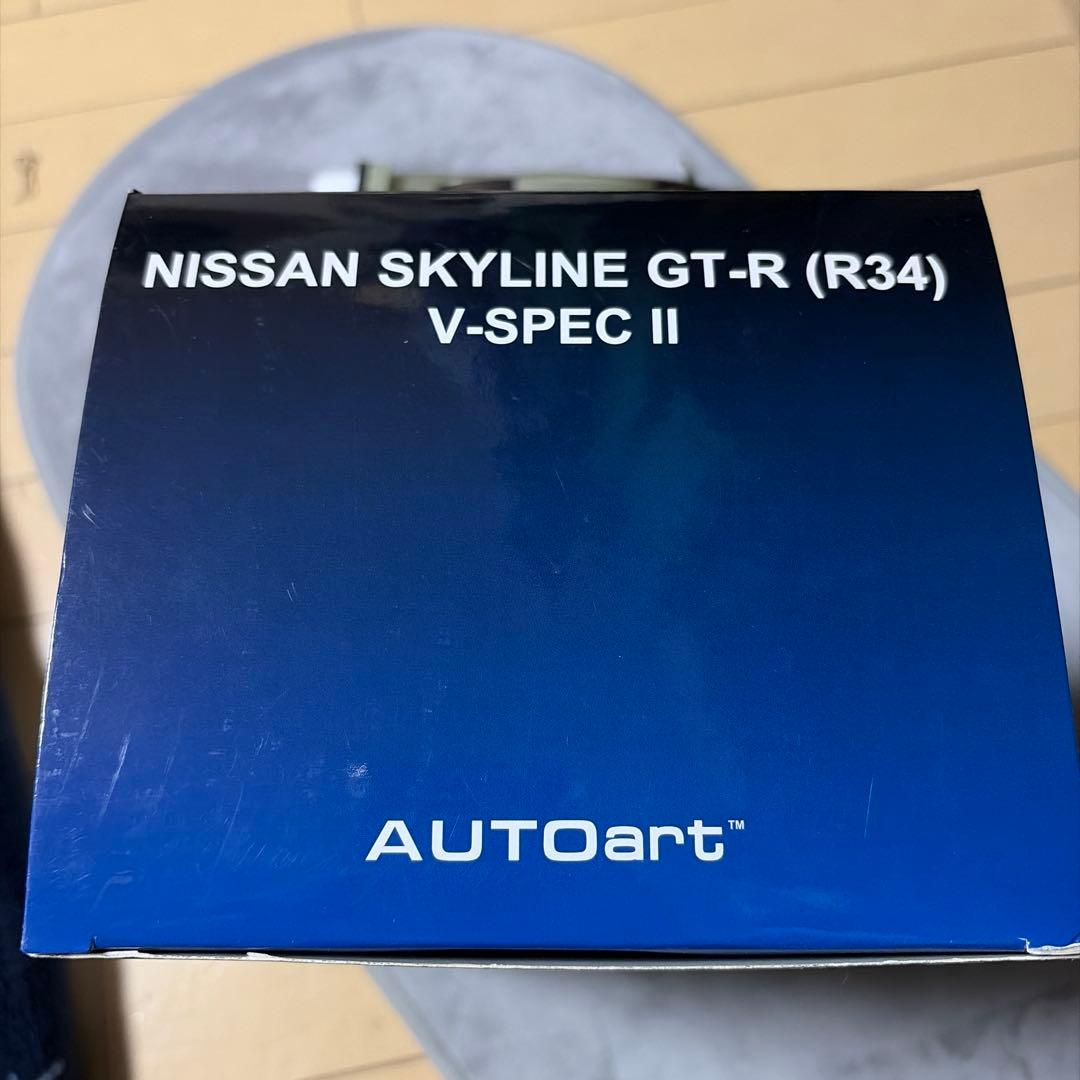 NISSAN SKYLINE GT-R (R34)
V-SPEC II
AUTOart™